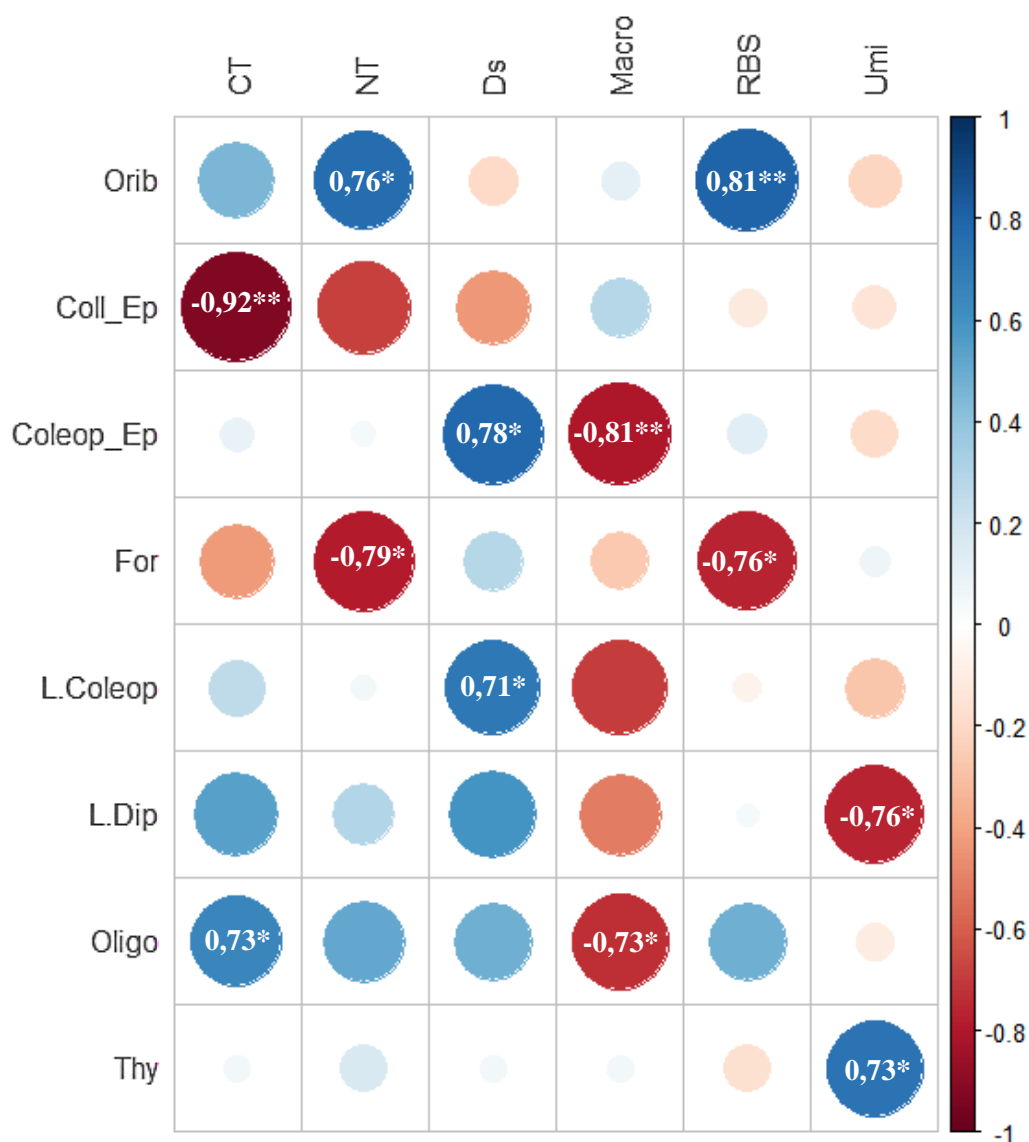 CT NT Ds Macro RBS Umi
1
Orib 0,76* 0,81**
0.8
Coll_Ep -0,92**
0.6
0.4
Coleop_Ep 0,78* -0,81**
0.2
For -0,79* -0,76*
0
L.Coleop 0,71*
-0.2
L.Dip -0,76*
-0.4
Oligo 0,73* -0,73*
-0.6
-0.8
Thy 0,73*
-1